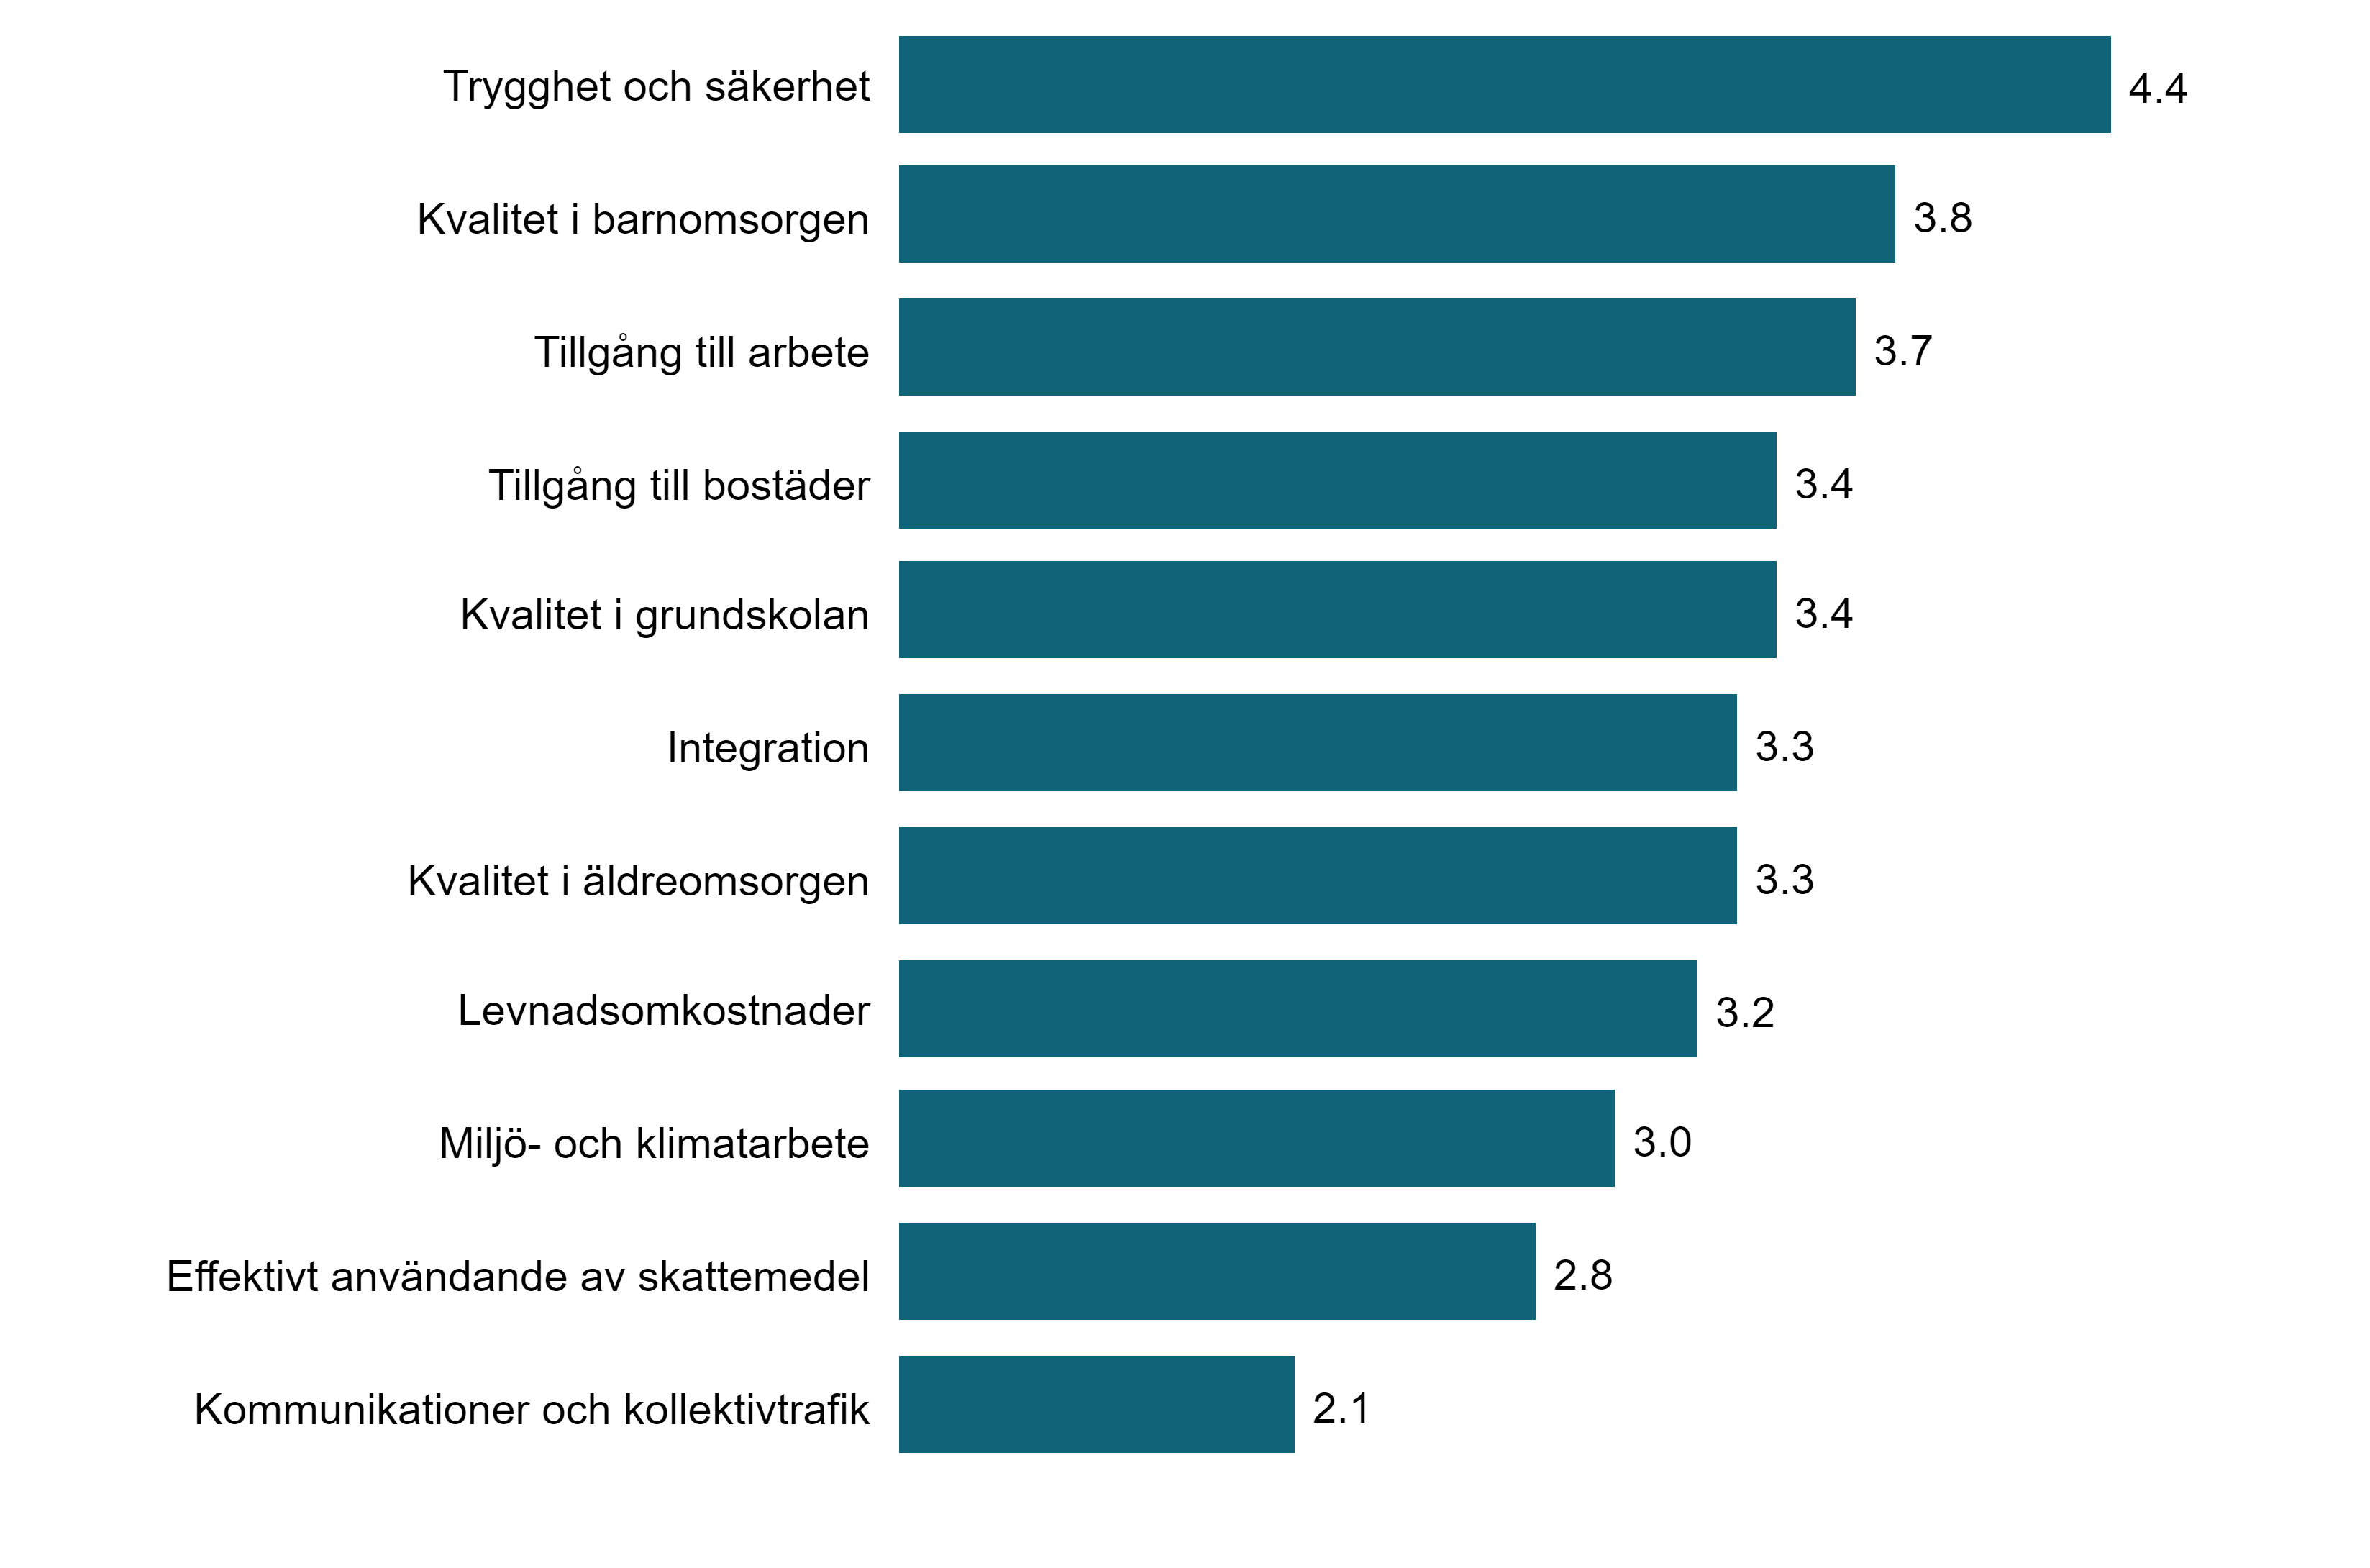 Trygghet och säkerhet 4.4
Kvalitet i barnomsorgen 3.8
Tillgång till arbete 3.7
Tillgång till bostäder 3.4
Kvalitet i grundskolan 3.4
Integration 3.3
Kvalitet i äldreomsorgen 3.3
Levnadsomkostnader 3.2
Miljö- och klimatarbete 3.0
Effektivt användande av skattemedel 2.8
Kommunikationer och kollektivtrafik 2.1